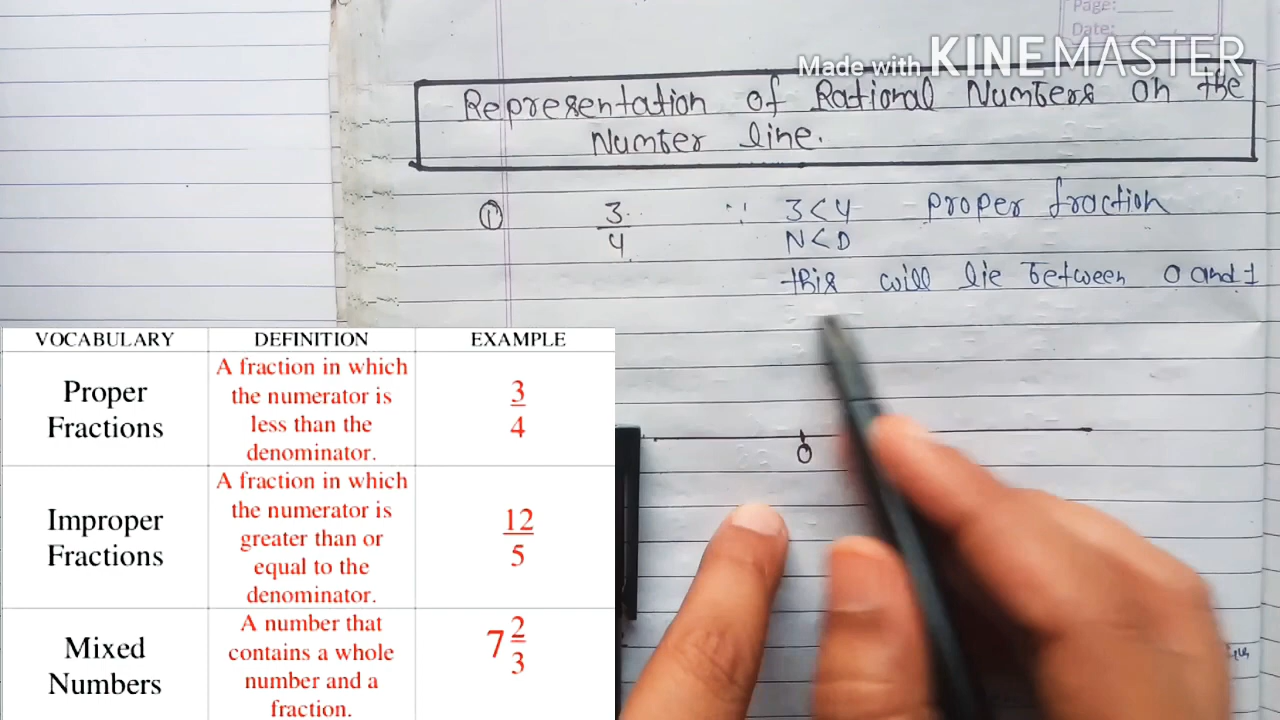 Page:
Date:
Made with KINEMASTER
Representation of Rational Numbers on the
Number line.
① 3/4 ∵ 3<4 proper fraction
N<D
this will lie between 0 and 1
0
VOCABULARY DEFINITION EXAMPLE
Proper Fractions
A fraction in which
the numerator is
less than the
denominator.
3/4
Improper Fractions
A fraction in which
the numerator is
greater than or
equal to the
denominator.
12/5
Mixed Numbers
A number that
contains a whole
number and a
fraction.
7 2/3